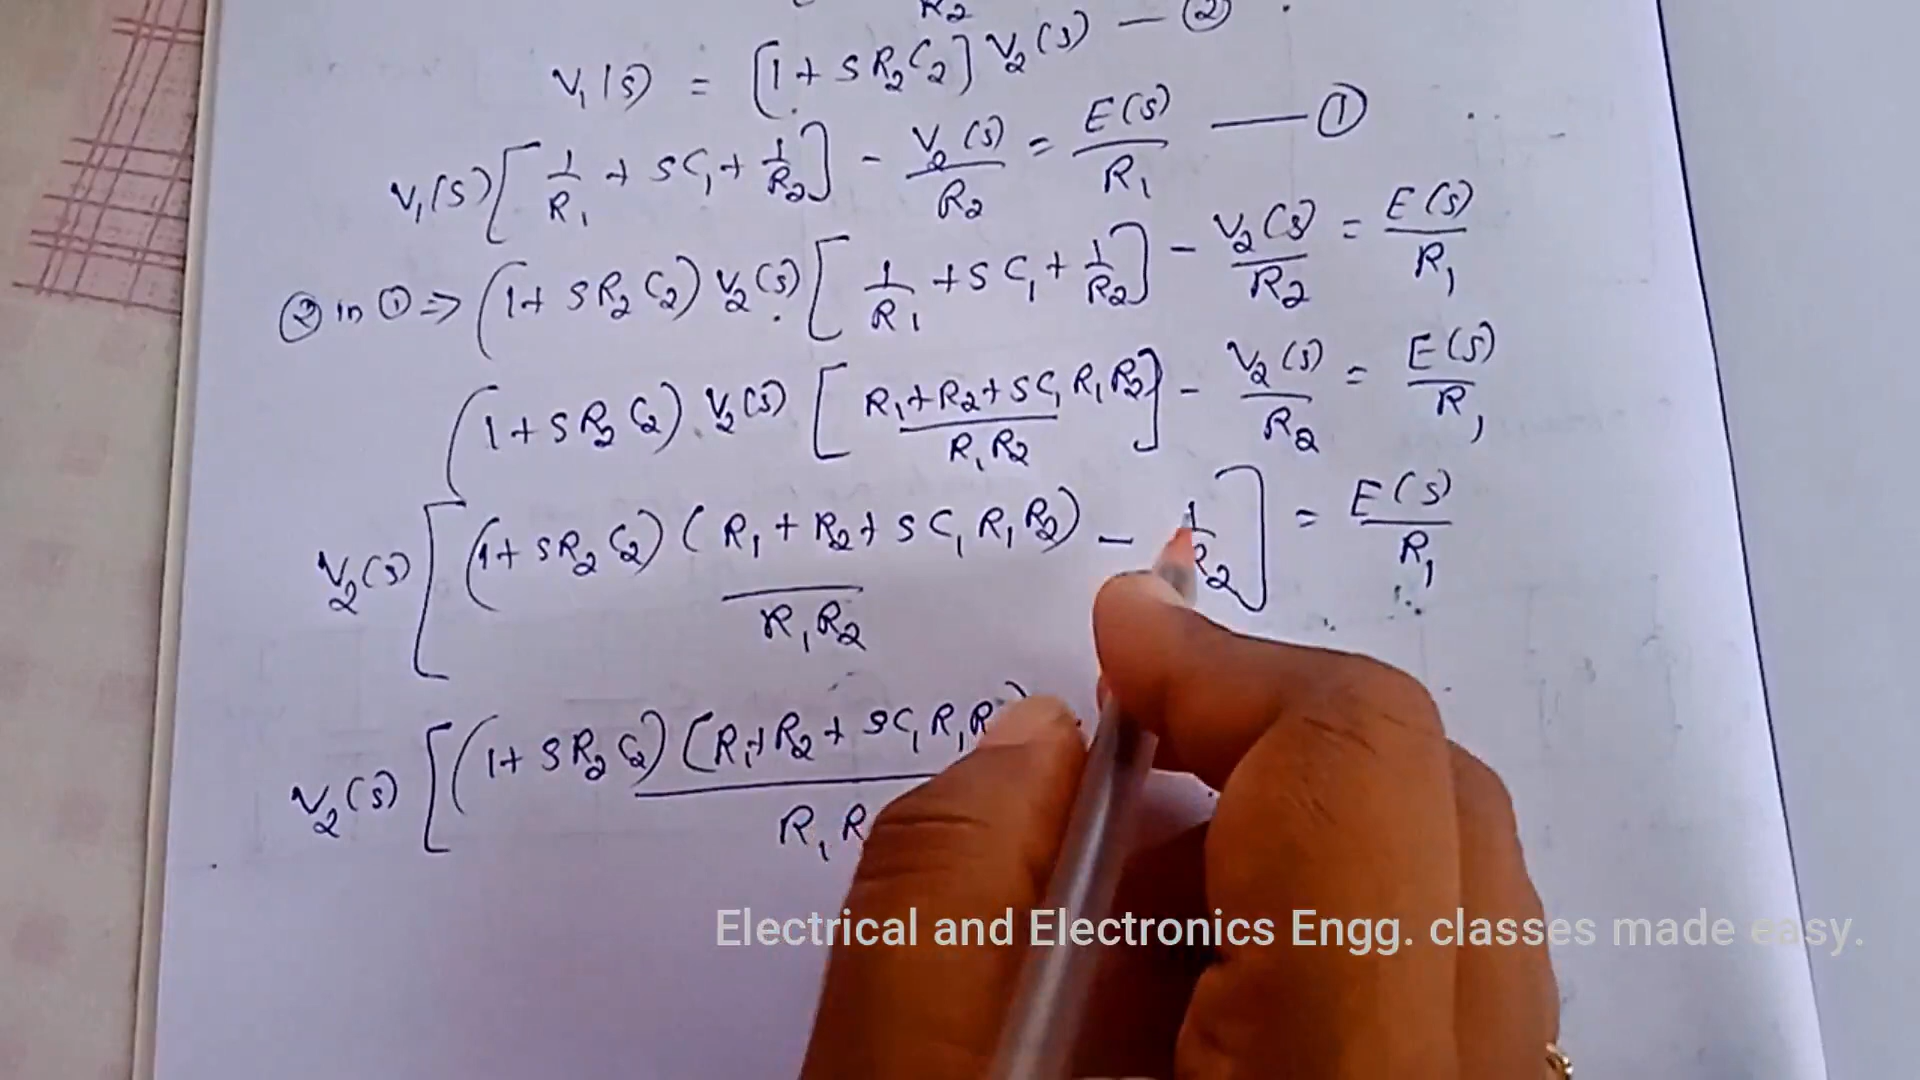 R₂
V₁(s) = [1 + SR₂C₂] V₂(s) — ②
V₁(s) [1/R₁ + SC₁ + 1/R₂] - V₂(s)/R₂ = E(s)/R₁ — ①
② in ① ⇒ (1 + SR₂C₂) V₂(s) [1/R₁ + SC₁ + 1/R₂] - V₂(s)/R₂ = E(s)/R₁
(1 + SR₂C₂) . V₂(s) [R₁ + R₂ + SC₁R₁R₂ / R₁R₂] - V₂(s)/R₂ = E(s)/R₁
V₂(s) [(1 + SR₂C₂) (R₁ + R₂ + SC₁R₁R₂) / R₁R₂ - 1/R₂] = E(s)/R₁
V₂(s) [(1 + SR₂C₂) (R₁ + R₂ + SC₁R₁R ) / R₁R
Electrical and Electronics Engg. classes made easy.